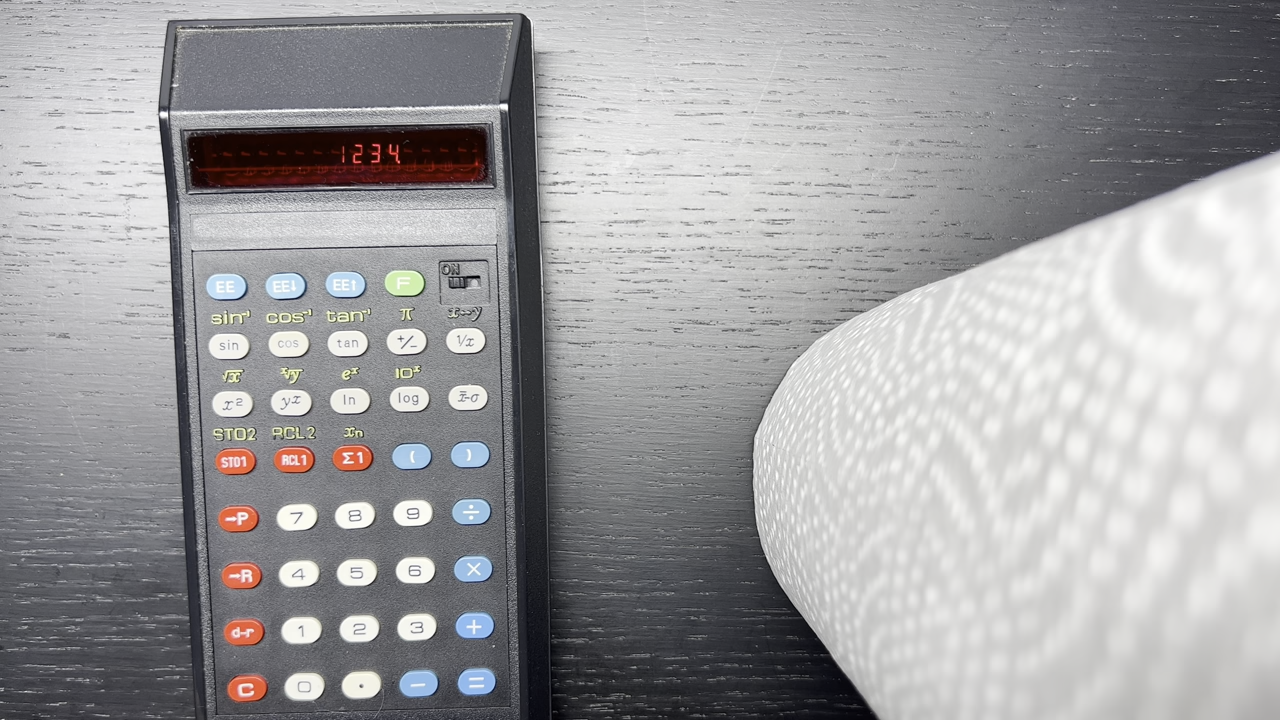 1234.
ON
EE EE↓ EE↑ F
sin⁻¹ cos⁻¹ tan⁻¹ π x↔y
sin cos tan +/− 1/x
√x ˣ√y eˣ 10ˣ
x² yˣ ln log x̄-σ
STO2 RCL2 xn
STO1 RCL1 Σ1 ( )
→P 7 8 9 ÷
→R 4 5 6 ×
d-r 1 2 3 +
C 0 . − =